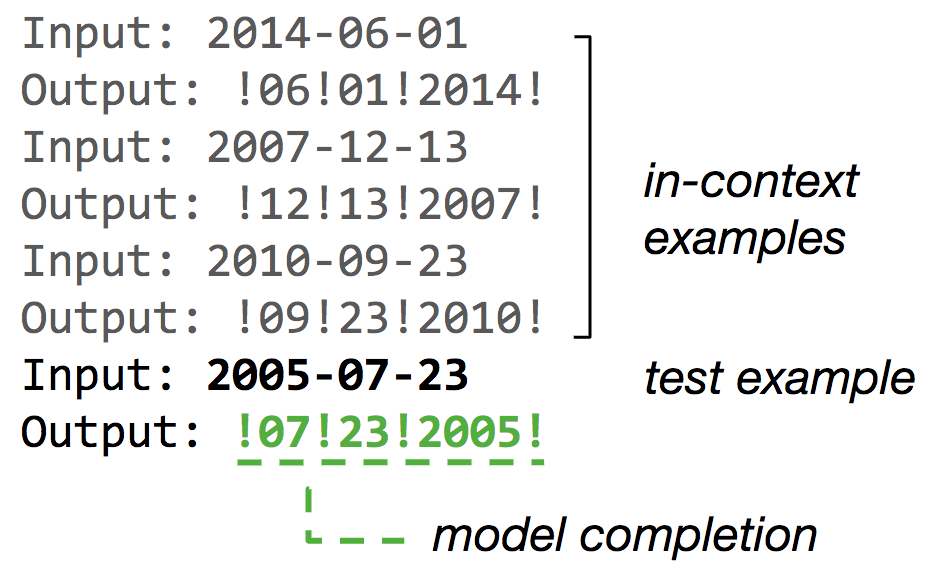 Input: 2014-06-01
Output: !06!01!2014!
Input: 2007-12-13
Output: !12!13!2007!
Input: 2010-09-23
Output: !09!23!2010!
in-context
examples
Input: 2005-07-23
test example
Output: !07!23!2005!
model completion